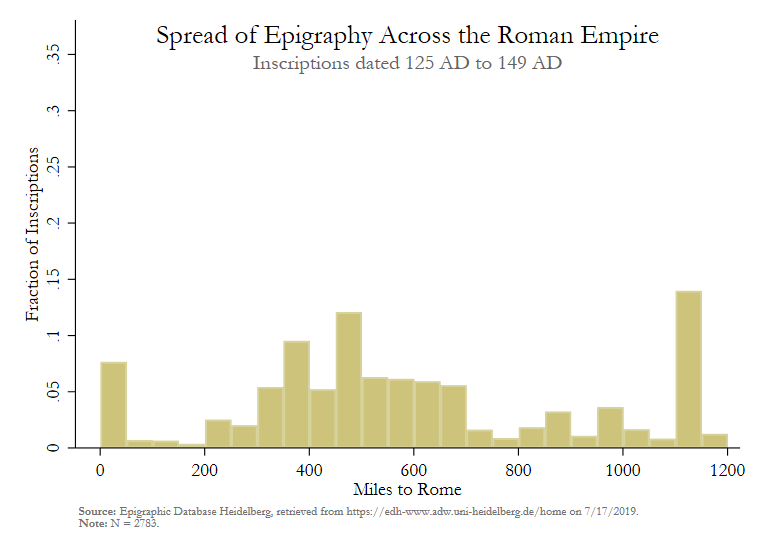 Spread of Epigraphy Across the Roman Empire
Inscriptions dated 125 AD to 149 AD
Fraction of Inscriptions
.35
.3
.25
.2
.15
.1
.05
0
0 200 400 600 800 1000 1200
Miles to Rome
Source: Epigraphic Database Heidelberg, retrieved from https://edh-www.adw.uni-heidelberg.de/home on 7/17/2019.
Note: N = 2783.